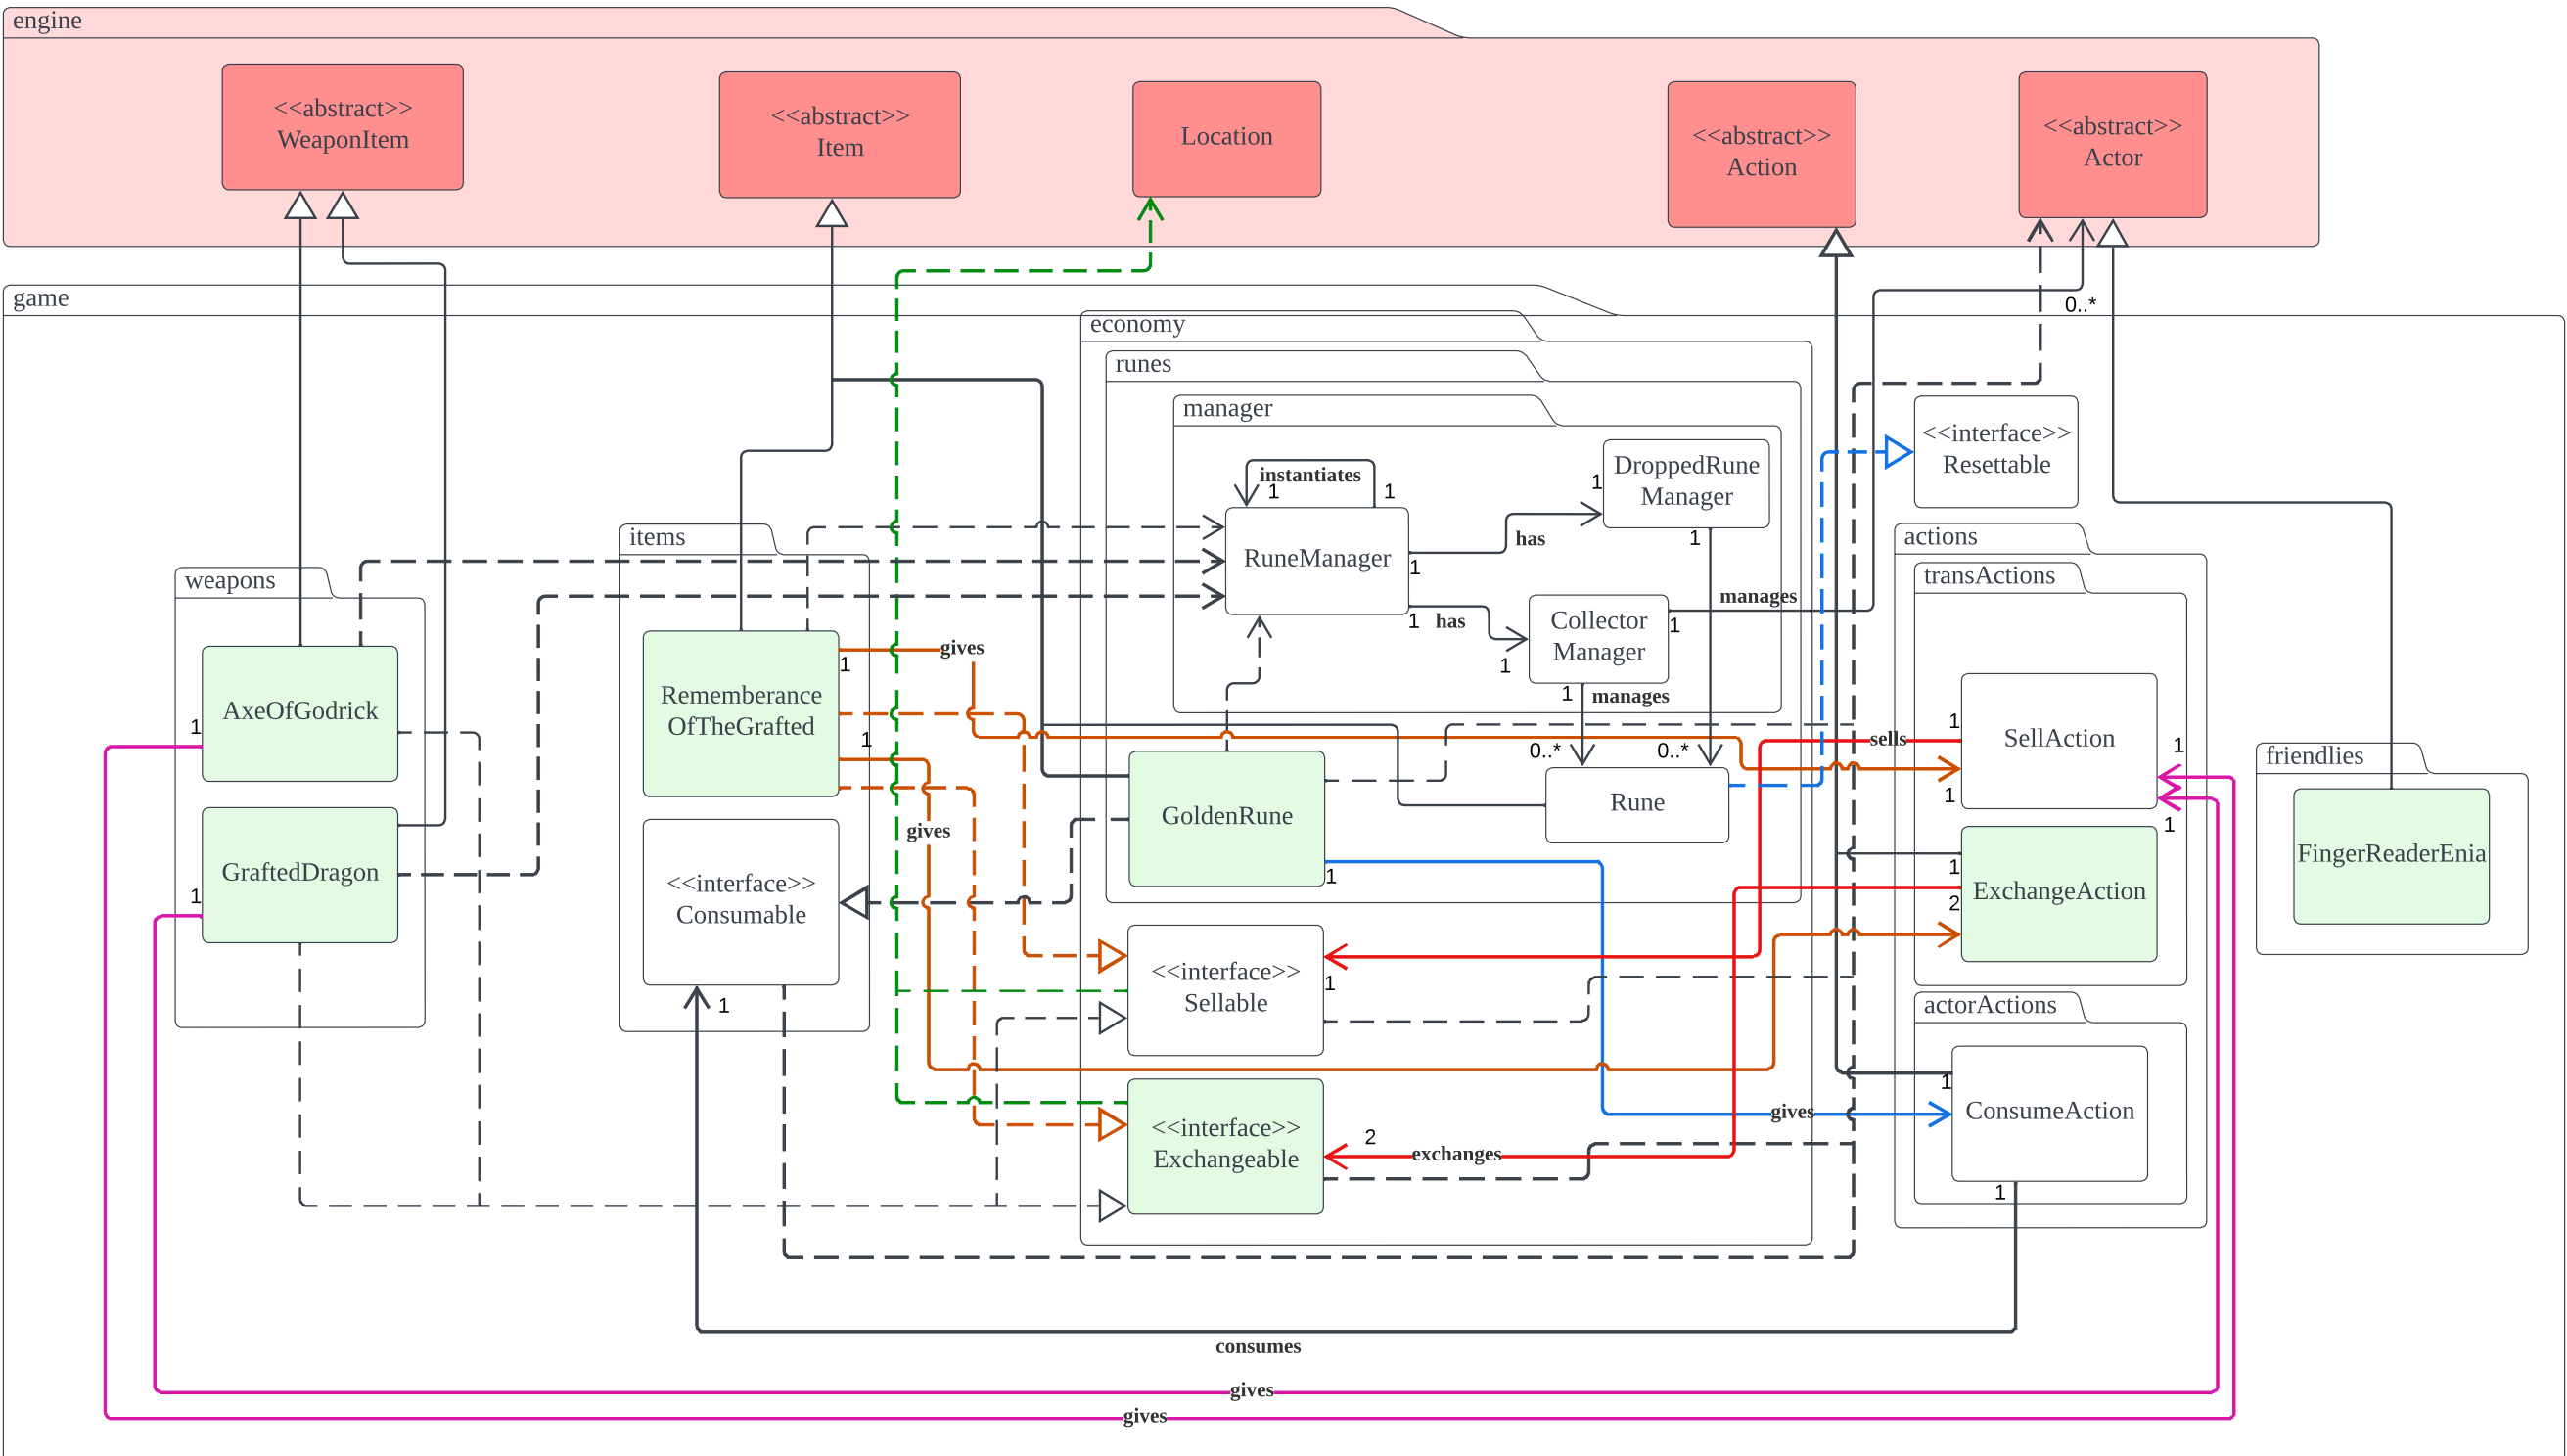 engine
<<abstract>>
WeaponItem
<<abstract>>
Item
Location
<<abstract>>
Action
<<abstract>>
Actor
game
0..*
economy
runes
manager
instantiates
1
1
RuneManager
1
has
1
DroppedRune
Manager
1
1
has
1
Collector
Manager
1
manages
1
manages
0..*
0..*
<<interface>>
Resettable
weapons
AxeOfGodrick
1
GraftedDragon
1
items
Rememberance
OfTheGrafted
1
gives
1
gives
<<interface>>
Consumable
1
GoldenRune
1
Rune
<<interface>>
Sellable
1
<<interface>>
Exchangeable
2
exchanges
gives
sells
actions
transActions
1
SellAction
1
1
1
1
2
ExchangeAction
actorActions
1
ConsumeAction
1
friendlies
FingerReaderEnia
consumes
gives
gives